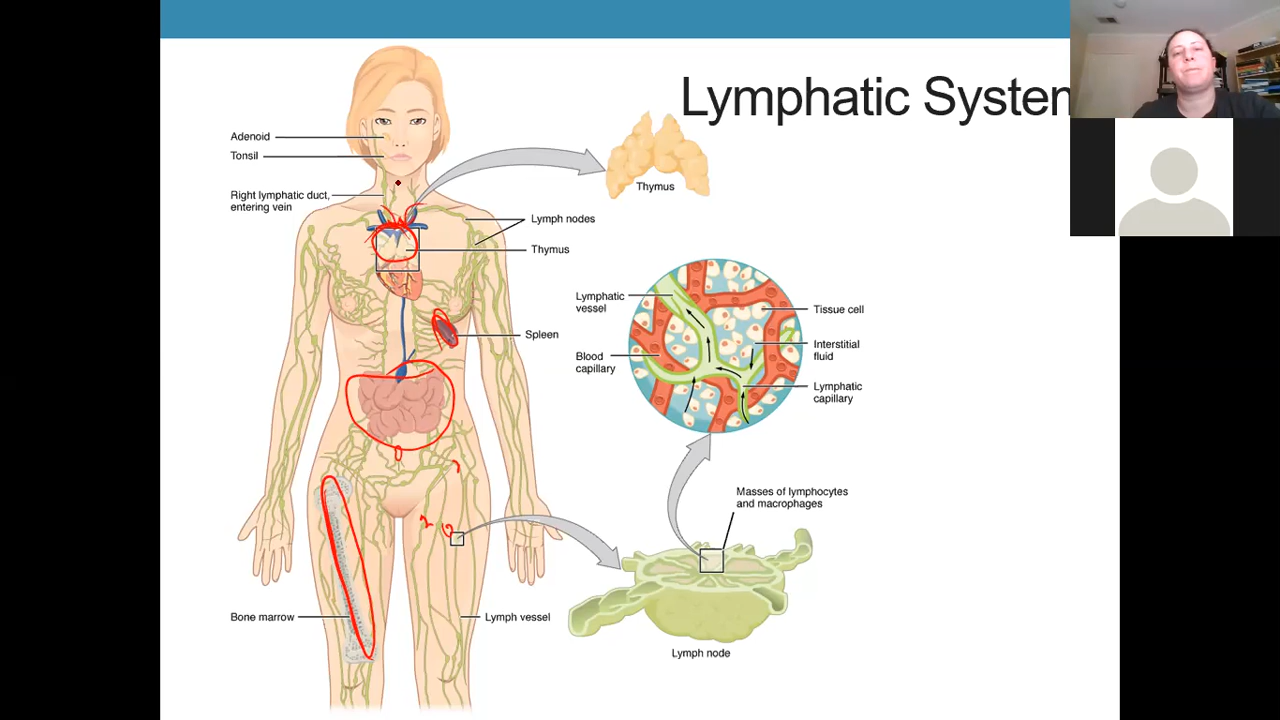 Lymphatic System
Adenoid
Tonsil
Right lymphatic duct,
entering vein
Thymus
Lymph nodes
Thymus
Spleen
Lymphatic
vessel
Blood
capillary
Tissue cell
Interstitial
fluid
Lymphatic
capillary
Masses of lymphocytes
and macrophages
Bone marrow
Lymph vessel
Lymph node